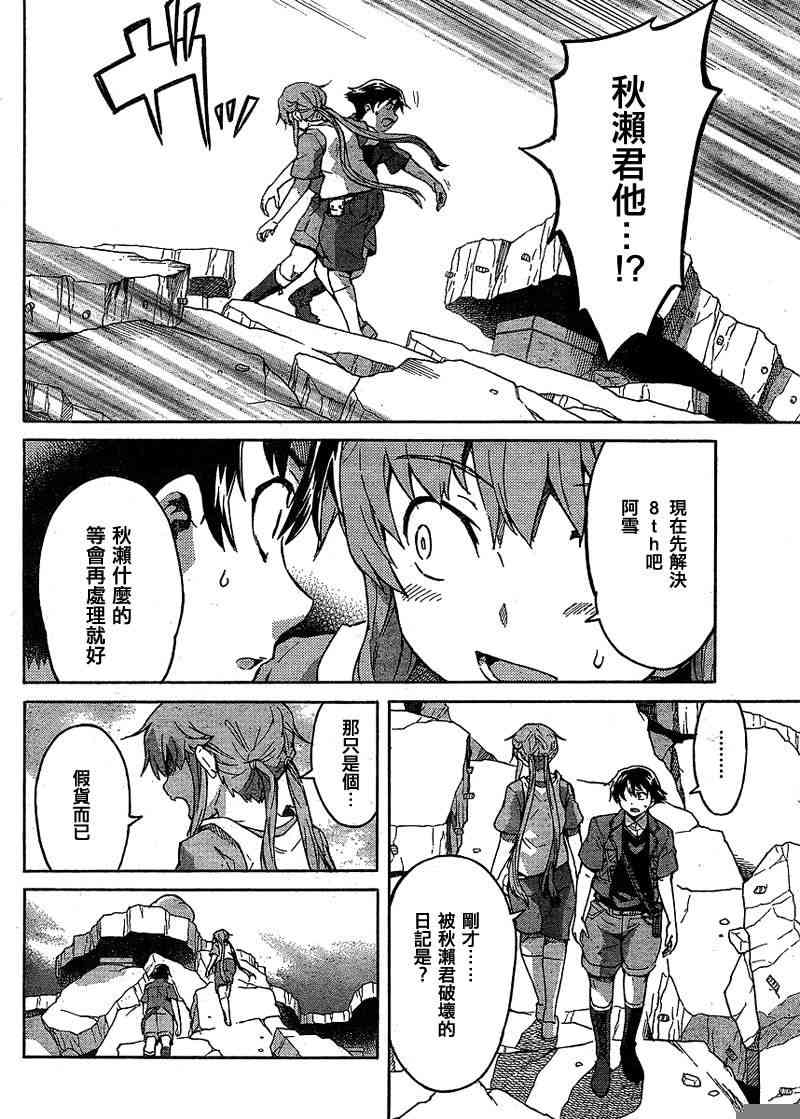 秋瀨君他…!?
ザッ
現在先解決
8th吧
阿雪
秋瀨什麼的
等會再處理就好
………
剛才……
被秋瀨君破壞的
日記是?
那只是個…
假貨而已